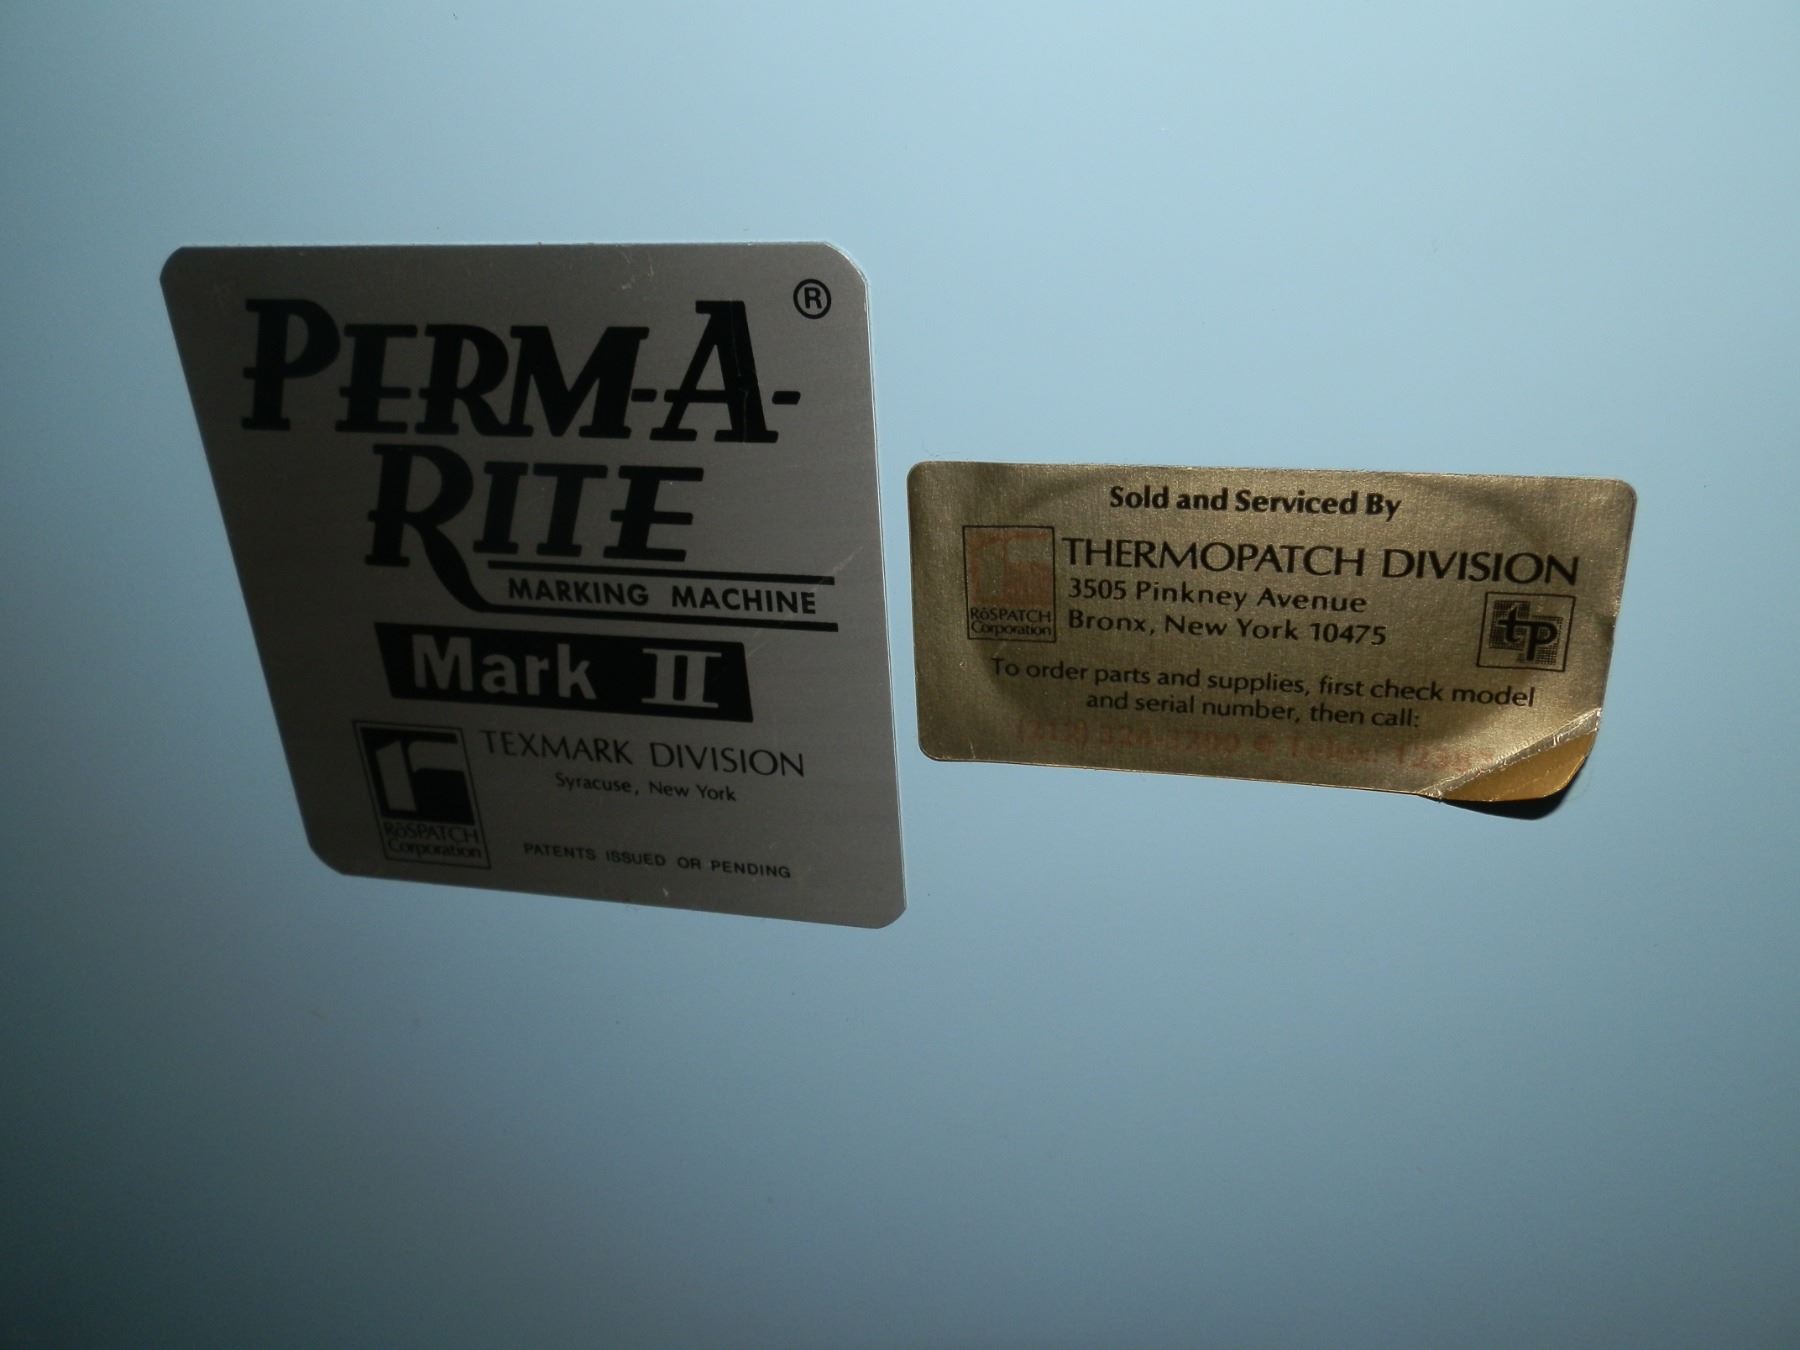 PERM-A-®
RITE
MARKING MACHINE
Mark II
TEXMARK DIVISION
Syracuse, New York
RōSPATCH
Corporation
PATENTS ISSUED OR PENDING
Sold and Serviced By
THERMOPATCH DIVISION
3505 Pinkney Avenue
Bronx, New York 10475
RōSPATCH
Corporation
tp
To order parts and supplies, first check model
and serial number, then call: